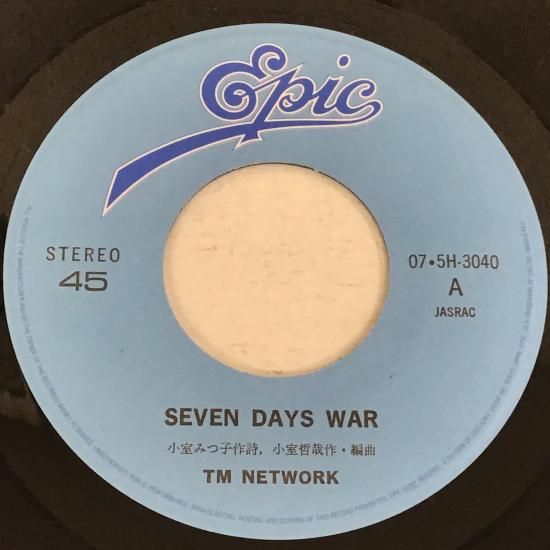 Epic
STEREO
45
07・5H-3040
A
JASRAC
SEVEN DAYS WAR
小室みつ子作詩, 小室哲哉作・編曲
TM NETWORK